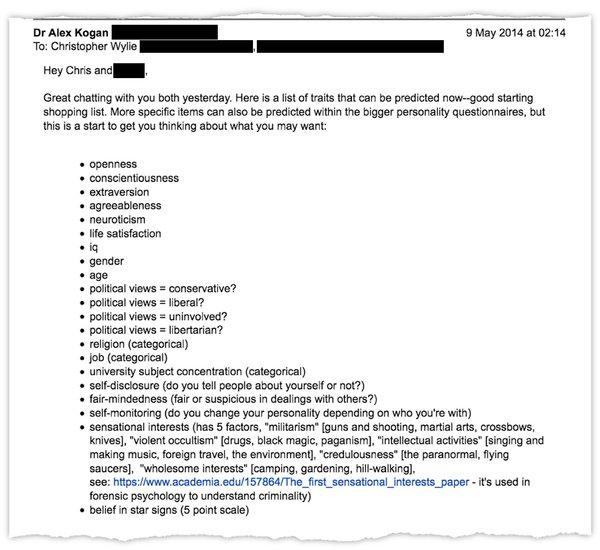 Dr Alex Kogan 9 May 2014 at 02:14
To: Christopher Wylie ,
Hey Chris and ,
Great chatting with you both yesterday. Here is a list of traits that can be predicted now--good starting
shopping list. More specific items can also be predicted within the bigger personality questionnaires, but
this is a start to get you thinking about what you may want:
• openness
• conscientiousness
• extraversion
• agreeableness
• neuroticism
• life satisfaction
• iq
• gender
• age
• political views = conservative?
• political views = liberal?
• political views = uninvolved?
• political views = libertarian?
• religion (categorical)
• job (categorical)
• university subject concentration (categorical)
• self-disclosure (do you tell people about yourself or not?)
• fair-mindedness (fair or suspicious in dealings with others?)
• self-monitoring (do you change your personality depending on who you're with)
• sensational interests (has 5 factors, "militarism" [guns and shooting, martial arts, crossbows,
knives], "violent occultism" [drugs, black magic, paganism], "intellectual activities" [singing and
making music, foreign travel, the environment], "credulousness" [the paranormal, flying
saucers], "wholesome interests" [camping, gardening, hill-walking],
see: https://www.academia.edu/157864/The_first_sensational_interests_paper - it's used in
forensic psychology to understand criminality)
• belief in star signs (5 point scale)